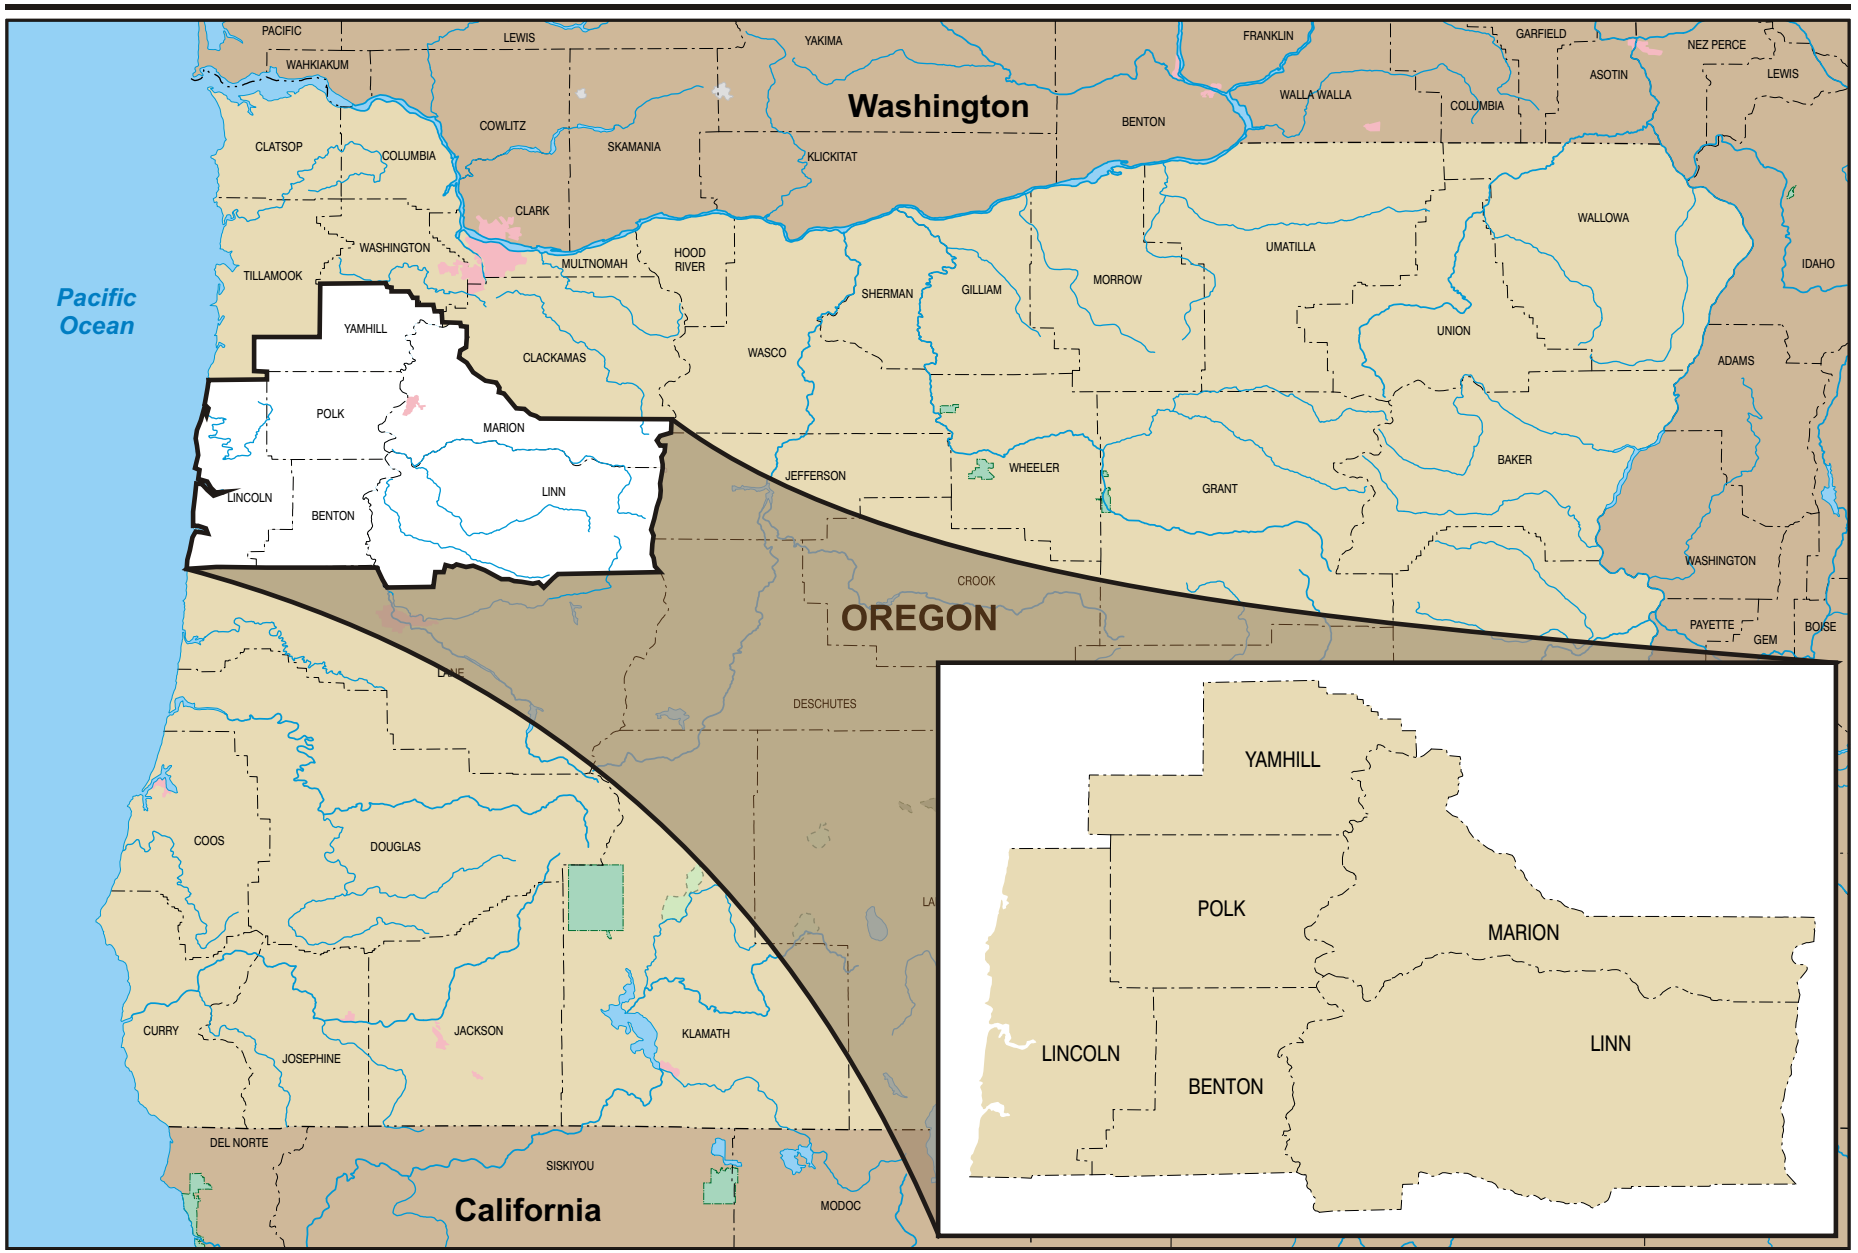 PACIFIC
LEWIS
YAKIMA
FRANKLIN
GARFIELD
NEZ PERCE
WAHKIAKUM
ASOTIN
LEWIS
Washington
WALLA WALLA
COLUMBIA
COWLITZ
BENTON
CLATSOP
COLUMBIA
SKAMANIA
KLICKITAT
CLARK
WALLOWA
WASHINGTON
HOOD
RIVER
UMATILLA
MULTNOMAH
IDAHO
TILLAMOOK
MORROW
SHERMAN
GILLIAM
Pacific
Ocean
YAMHILL
UNION
WASCO
CLACKAMAS
ADAMS
POLK
MARION
BAKER
WHEELER
JEFFERSON
GRANT
LINN
LINCOLN
BENTON
WASHINGTON
CROOK
OREGON
PAYETTE
GEM
BOISE
LANE
DESCHUTES
COOS
DOUGLAS
LA
CURRY
JACKSON
KLAMATH
JOSEPHINE
DEL NORTE
SISKIYOU
MODOC
California
YAMHILL
POLK
MARION
LINCOLN
LINN
BENTON